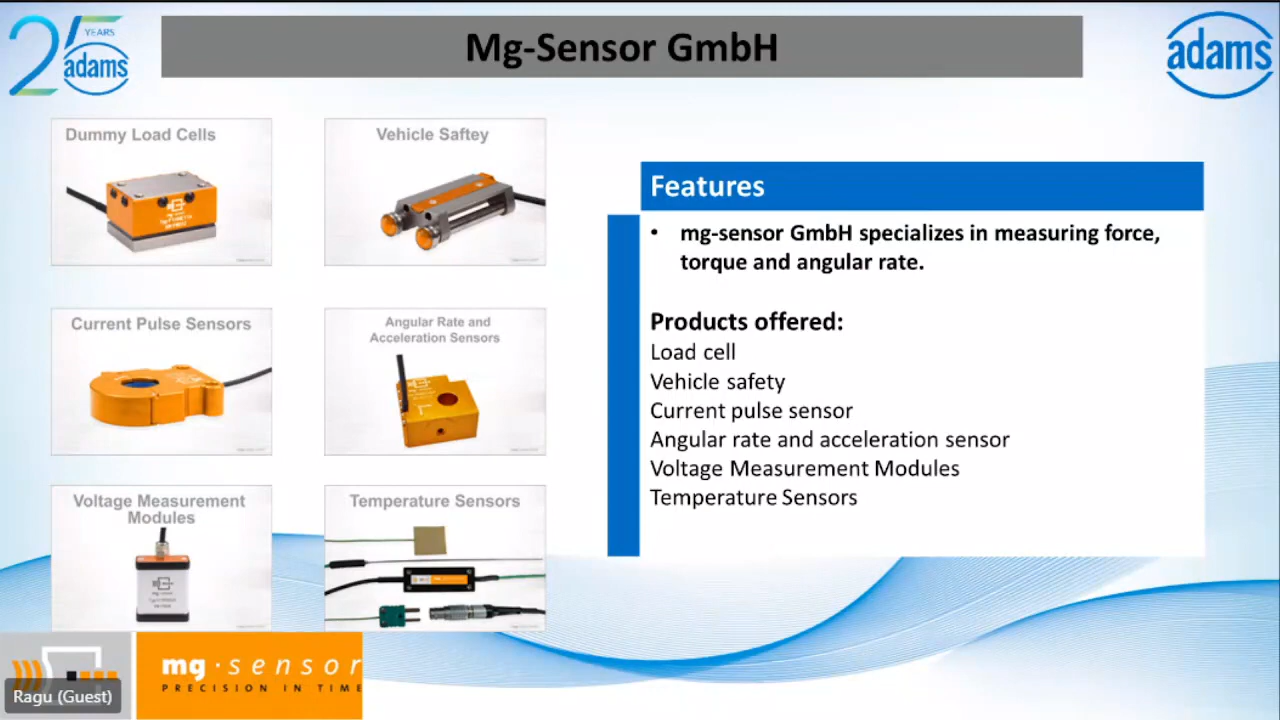 25 YEARS
adams
Mg-Sensor GmbH
adams
Dummy Load Cells
Vehicle Saftey
Current Pulse Sensors
Angular Rate and
Acceleration Sensors
Voltage Measurement
Modules
Temperature Sensors
Features
• mg-sensor GmbH specializes in measuring force,
torque and angular rate.
Products offered:
Load cell
Vehicle safety
Current pulse sensor
Angular rate and acceleration sensor
Voltage Measurement Modules
Temperature Sensors
mg·sensor
PRECISION IN TIME
Ragu (Guest)